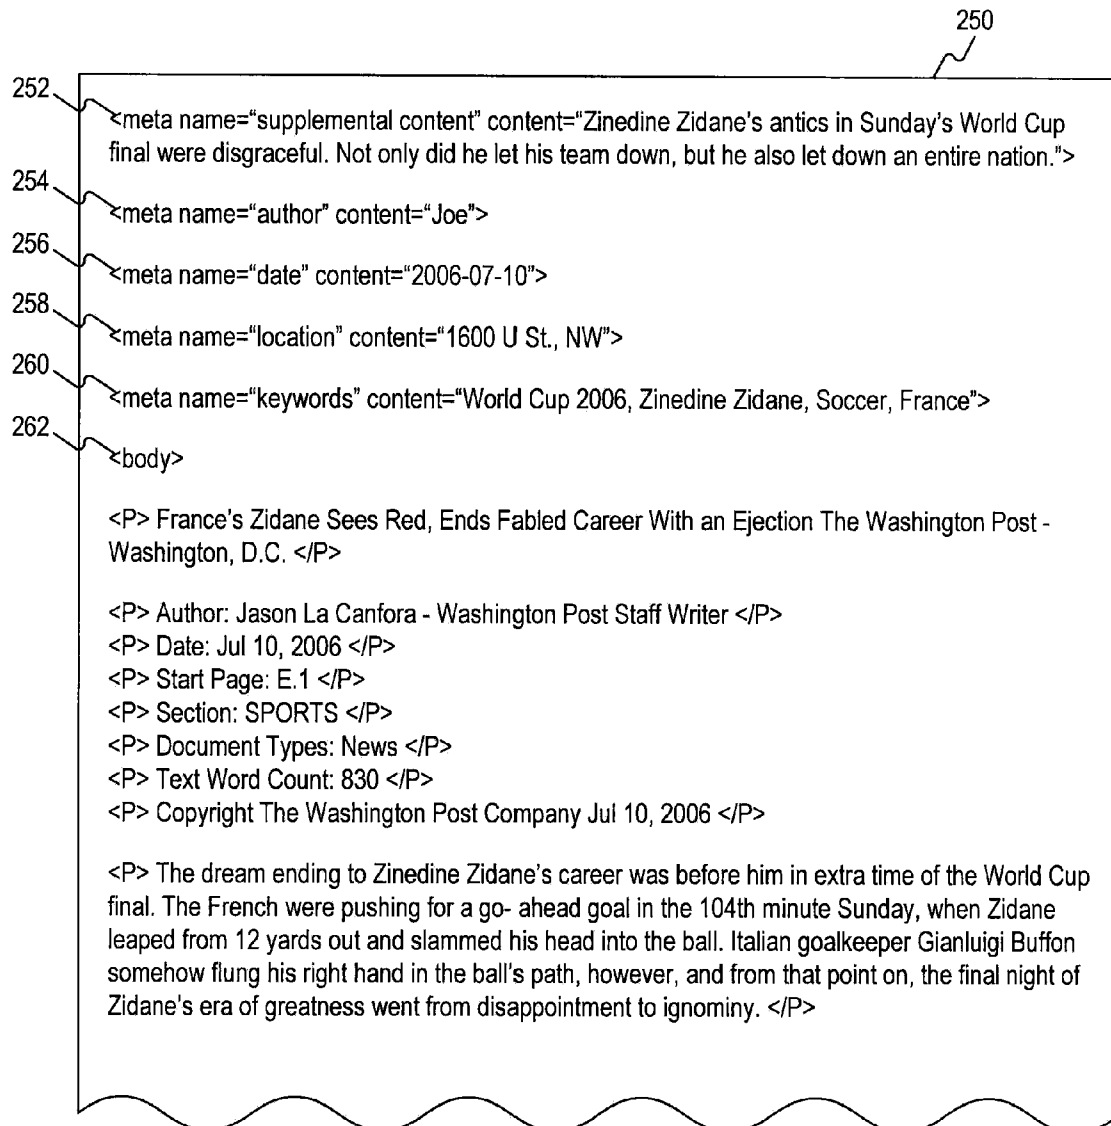 250
252
<meta name="supplemental content" content="Zinedine Zidane's antics in Sunday's World Cup
final were disgraceful. Not only did he let his team down, but he also let down an entire nation.">
254
<meta name="author" content="Joe">
256
<meta name="date" content="2006-07-10">
258
<meta name="location" content="1600 U St., NW">
260
<meta name="keywords" content="World Cup 2006, Zinedine Zidane, Soccer, France">
262
<body>
<P> France's Zidane Sees Red, Ends Fabled Career With an Ejection The Washington Post -
Washington, D.C. </P>
<P> Author: Jason La Canfora - Washington Post Staff Writer </P>
<P> Date: Jul 10, 2006 </P>
<P> Start Page: E.1 </P>
<P> Section: SPORTS </P>
<P> Document Types: News </P>
<P> Text Word Count: 830 </P>
<P> Copyright The Washington Post Company Jul 10, 2006 </P>
<P> The dream ending to Zinedine Zidane's career was before him in extra time of the World Cup
final. The French were pushing for a go- ahead goal in the 104th minute Sunday, when Zidane
leaped from 12 yards out and slammed his head into the ball. Italian goalkeeper Gianluigi Buffon
somehow flung his right hand in the ball's path, however, and from that point on, the final night of
Zidane's era of greatness went from disappointment to ignominy. </P>